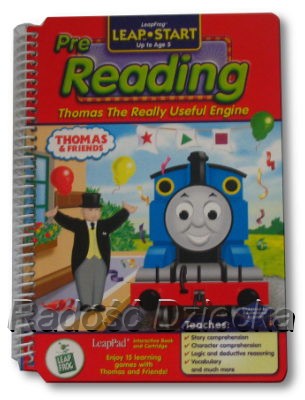 LeapFrog
LEAP•START
Up to Age 5
Pre
Reading
Thomas The Really Useful Engine
THOMAS
& FRIENDS
Radość Dziecka
Teaches:
• Story comprehension
• Character comprehension
• Logic and deductive reasoning
• Vocabulary
and much more
LeapPad Interactive Book
and Cartridge
Enjoy 15 learning
games with
Thomas and Friends!
LEAP
FROG